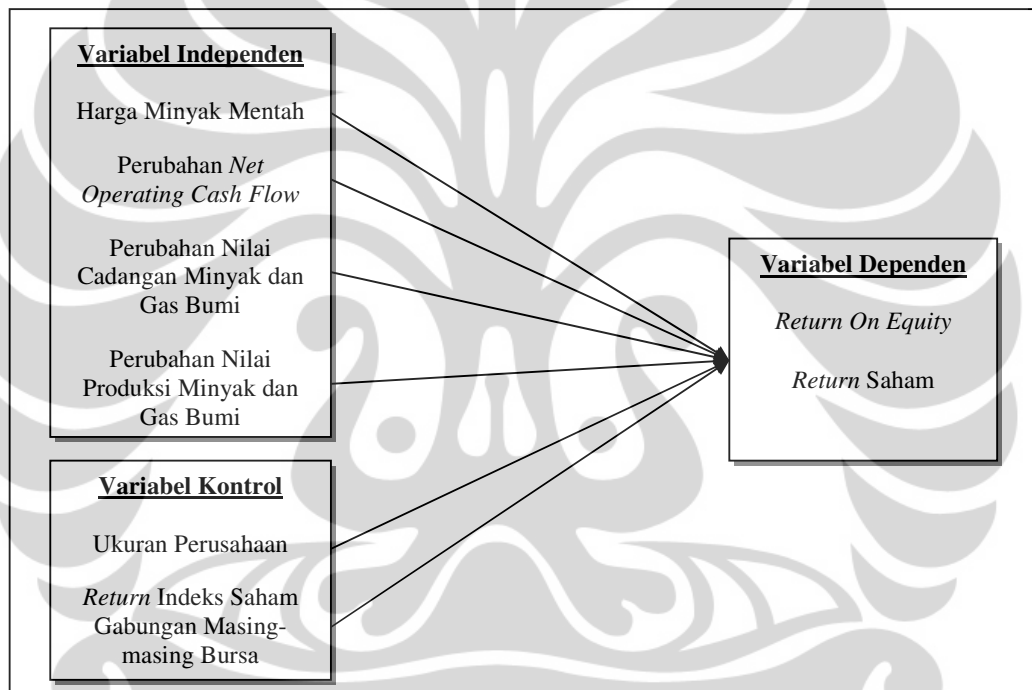 Variabel Independen
Harga Minyak Mentah
Perubahan Net
Operating Cash Flow
Perubahan Nilai
Cadangan Minyak dan
Gas Bumi
Perubahan Nilai
Produksi Minyak dan
Gas Bumi
Variabel Kontrol
Ukuran Perusahaan
Return Indeks Saham
Gabungan Masing-
masing Bursa
Variabel Dependen
Return On Equity
Return Saham